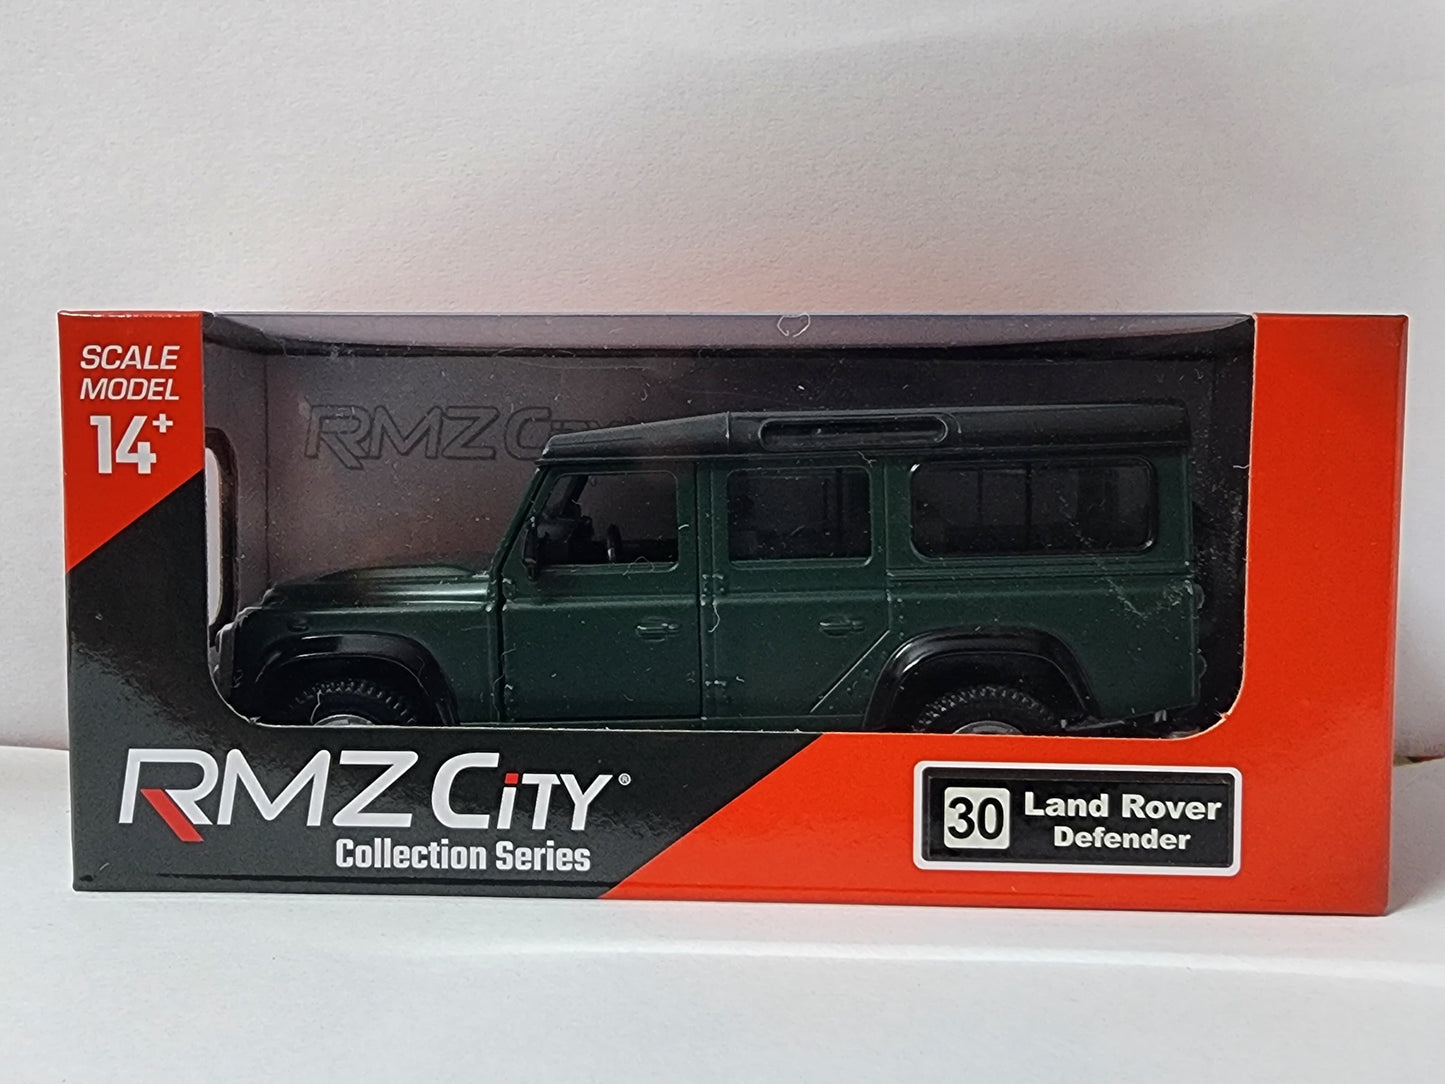 SCALE
MODEL
14+
RMZ City
RMZ City®
Collection Series
30
Land Rover
Defender